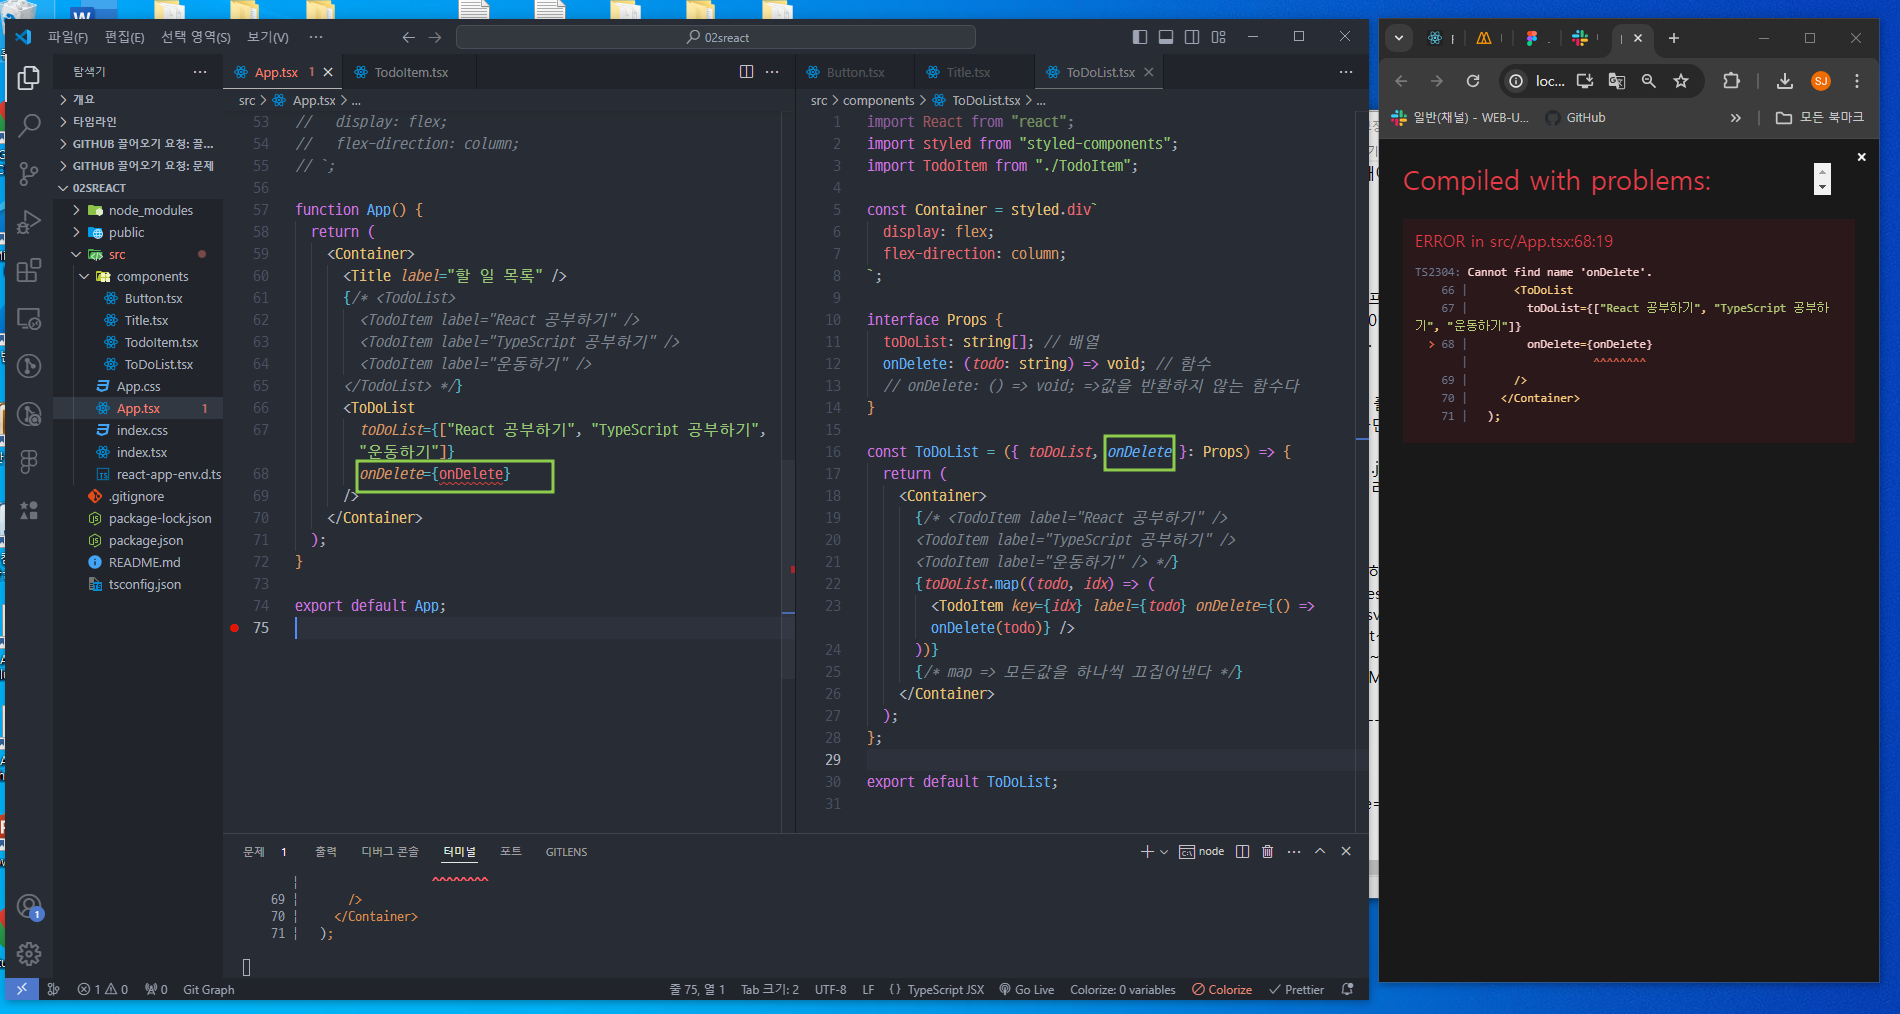 파일(F) 편집(E) 선택 영역(S) 보기(V) ···
02sreact
탐색기
개요
타임라인
GITHUB 끌어오기 요청: 끌...
GITHUB 끌어오기 요청: 문제
02SREACT
node_modules
public
src
components
Button.tsx
Title.tsx
TodoItem.tsx
ToDoList.tsx
App.css
App.tsx 1
index.css
index.tsx
react-app-env.d.ts
.gitignore
package-lock.json
package.json
README.md
tsconfig.json
App.tsx 1 TodoItem.tsx
src > App.tsx > ...
53 //   display: flex;
54 //   flex-direction: column;
55 // `;
56
57 function App() {
58   return (
59     <Container>
60       <Title label="할 일 목록" />
61       {/* <TodoList>
62         <TodoItem label="React 공부하기" />
63         <TodoItem label="TypeScript 공부하기" />
64         <TodoItem label="운동하기" />
65       </TodoList> */}
66       <ToDoList
67         toDoList={["React 공부하기", "TypeScript 공부하기",
"운동하기"]}
68         onDelete={onDelete}
69       />
70     </Container>
71   );
72 }
73
74 export default App;
75
Button.tsx Title.tsx ToDoList.tsx
src > components > ToDoList.tsx > ...
1 import React from "react";
2 import styled from "styled-components";
3 import TodoItem from "./TodoItem";
4
5 const Container = styled.div`
6   display: flex;
7   flex-direction: column;
8 `;
9
10 interface Props {
11   toDoList: string[]; // 배열
12   onDelete: (todo: string) => void; // 함수
13   // onDelete: () => void; =>값을 반환하지 않는 함수다
14 }
15
16 const ToDoList = ({ toDoList, onDelete }: Props) => {
17   return (
18     <Container>
19       {/* <TodoItem label="React 공부하기" />
20       <TodoItem label="TypeScript 공부하기" />
21       <TodoItem label="운동하기" /> */}
22       {toDoList.map((todo, idx) => (
23         <TodoItem key={idx} label={todo} onDelete={() =>
onDelete(todo)} />
24       ))}
25       {/* map => 모든값을 하나씩 끄집어낸다 */}
26     </Container>
27   );
28 };
29
30 export default ToDoList;
31
문제 1 출력 디버그 콘솔 터미널 포트 GITLENS
node
^^^^^^^^
69 |       />
70 |     </Container>
71 |   );
1 0 0 Git Graph
줄 75, 열 1 Tab 크기: 2 UTF-8 LF {} TypeScript JSX Go Live Colorize: 0 variables Colorize Prettier
loc...
SJ
일반(채널) - WEB-U... GitHub » 모든 북마크
Compiled with problems:
ERROR in src/App.tsx:68:19
TS2304: Cannot find name 'onDelete'.
66 |       <ToDoList
67 |         toDoList={["React 공부하기", "TypeScript 공부하
기", "운동하기"]}
> 68 |         onDelete={onDelete}
|                   ^^^^^^^^
69 |       />
70 |     </Container>
71 |   );